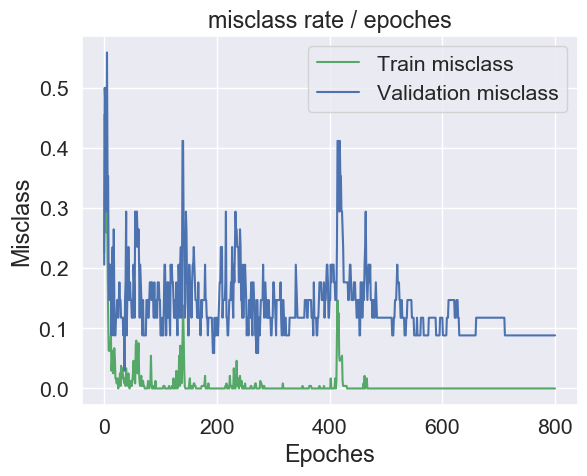 misclass rate / epoches
Train misclass
Validation misclass
Misclass
0.5
0.4
0.3
0.2
0.1
0.0
0
200
400
600
800
Epoches